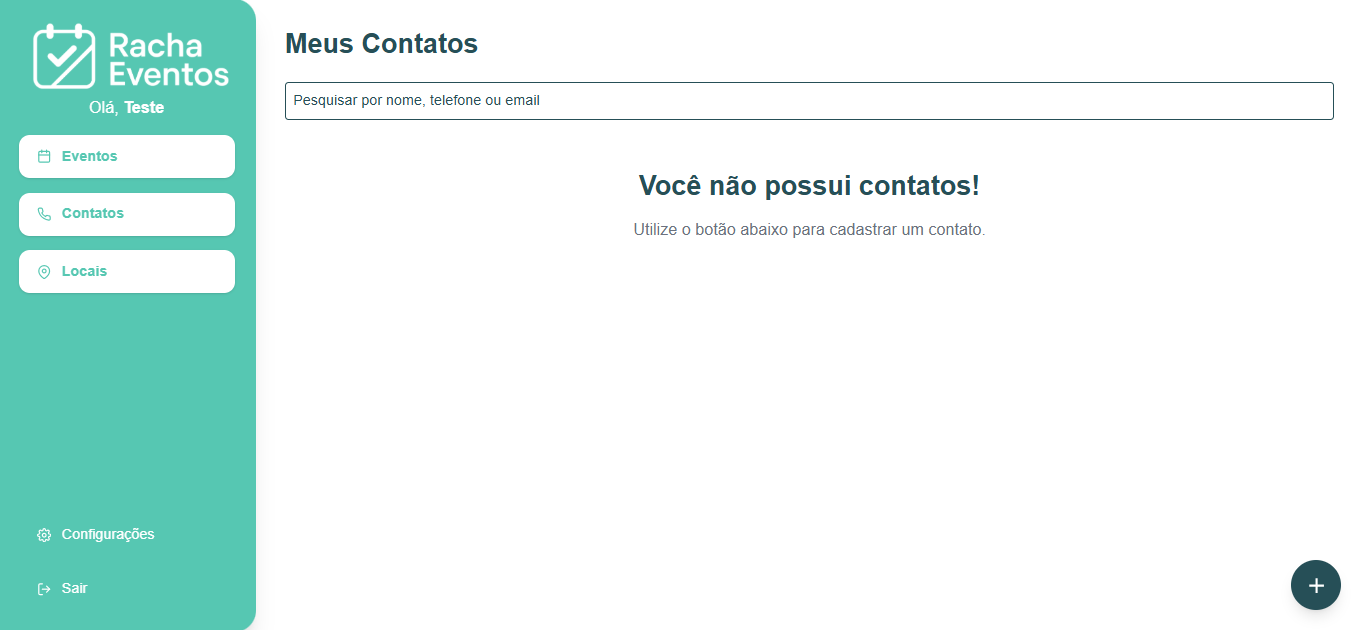 Racha
Eventos
Olá, Teste
Eventos
Contatos
Locais
Configurações
Sair
Meus Contatos
Pesquisar por nome, telefone ou email
Você não possui contatos!
Utilize o botão abaixo para cadastrar um contato.
+